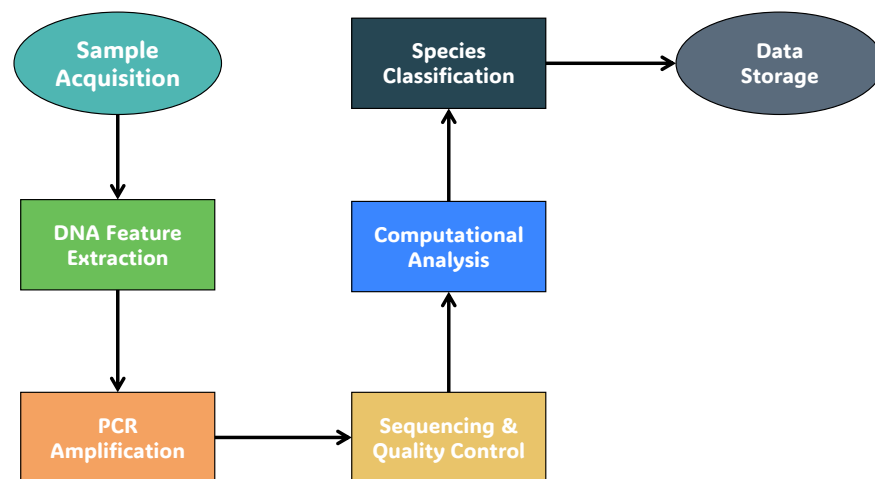 Sample
Acquisition
DNA Feature
Extraction
PCR
Amplification
Sequencing &
Quality Control
Computational
Analysis
Species
Classification
Data
Storage